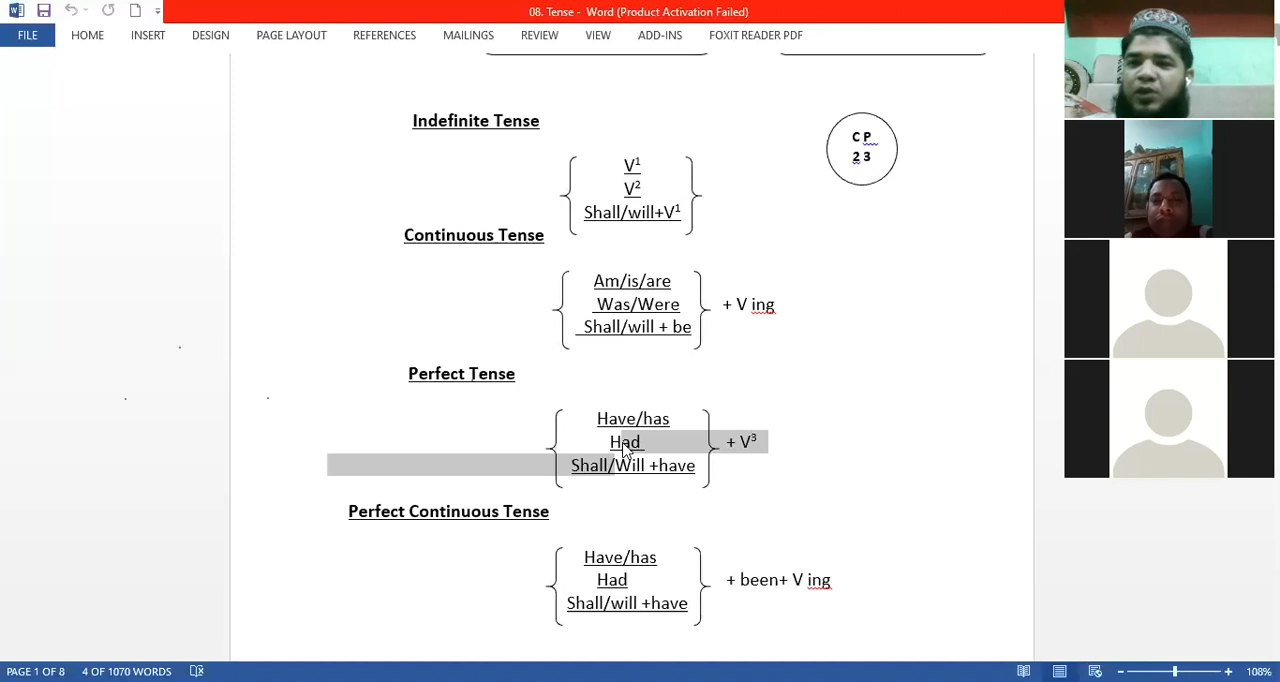 08. Tense - Word (Product Activation Failed)
FILE HOME INSERT DESIGN PAGE LAYOUT REFERENCES MAILINGS REVIEW VIEW ADD-INS FOXIT READER PDF
Indefinite Tense
C P
2 3
V¹
V²
Shall/will+V¹
Continuous Tense
Am/is/are
Was/Were + V ing
Shall/will + be
Perfect Tense
Have/has
Had + V³
Shall/Will +have
Perfect Continuous Tense
Have/has
Had + been+ V ing
Shall/will +have
PAGE 1 OF 8 4 OF 1070 WORDS 108%